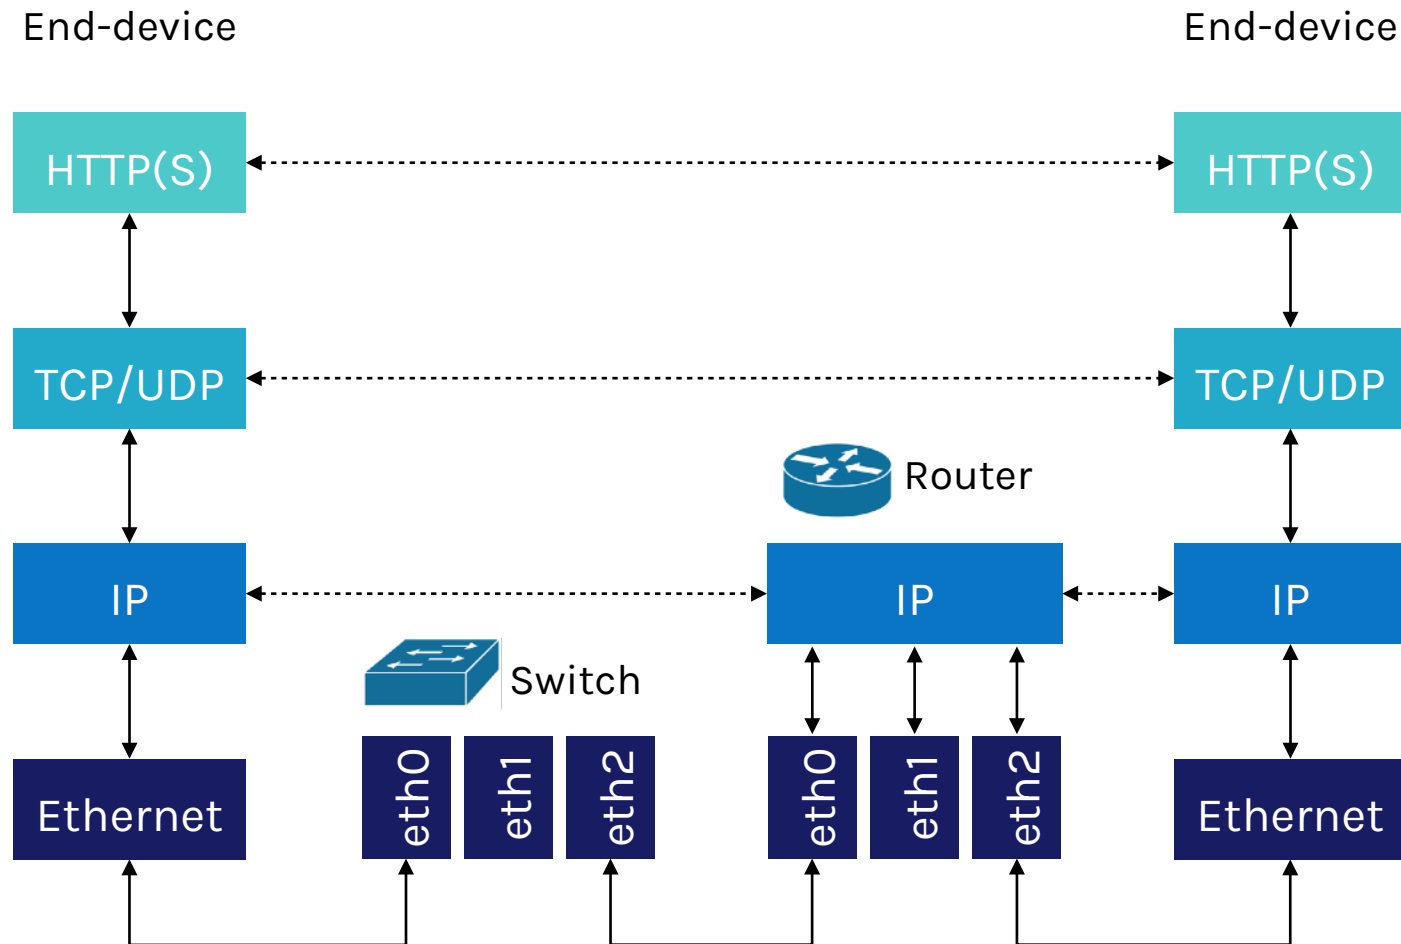 End-device
End-device
HTTP(S)
HTTP(S)
TCP/UDP
TCP/UDP
Router
IP
IP
IP
Switch
eth0
eth1
eth2
eth0
eth1
eth2
Ethernet
Ethernet